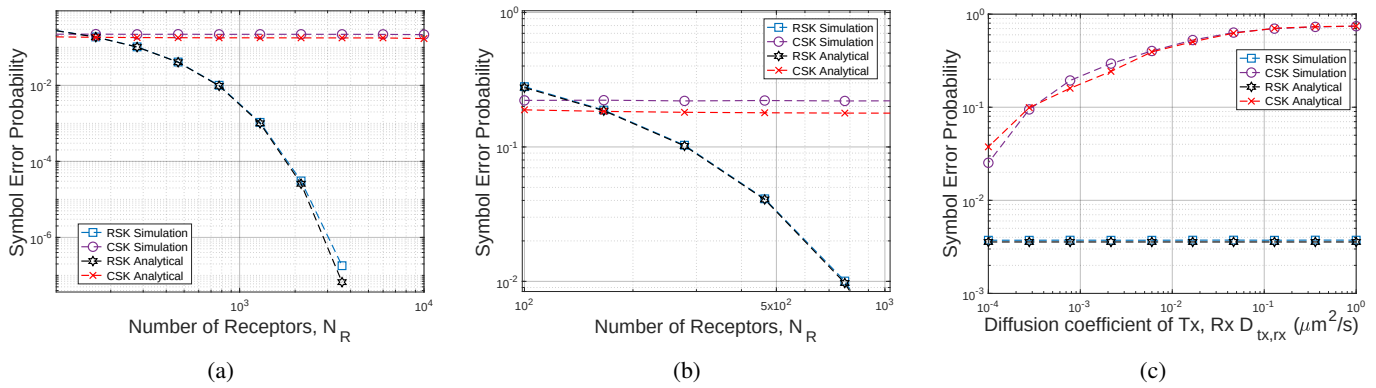 10^0
10^-2
10^-4
10^-6
10^3
10^4
Symbol Error Probability
Number of Receptors, N_R
RSK Simulation
CSK Simulation
RSK Analytical
CSK Analytical
(a)
10^0
10^-1
10^-2
10^2
5x10^2
10^3
Symbol Error Probability
Number of Receptors, N_R
RSK Simulation
CSK Simulation
RSK Analytical
CSK Analytical
(b)
10^0
10^-1
10^-2
10^-3
10^-4
10^-3
10^-2
10^-1
10^0
Symbol Error Probability
Diffusion coefficient of Tx, Rx D_tx,rx (μm^2/s)
RSK Simulation
CSK Simulation
RSK Analytical
CSK Analytical
(c)